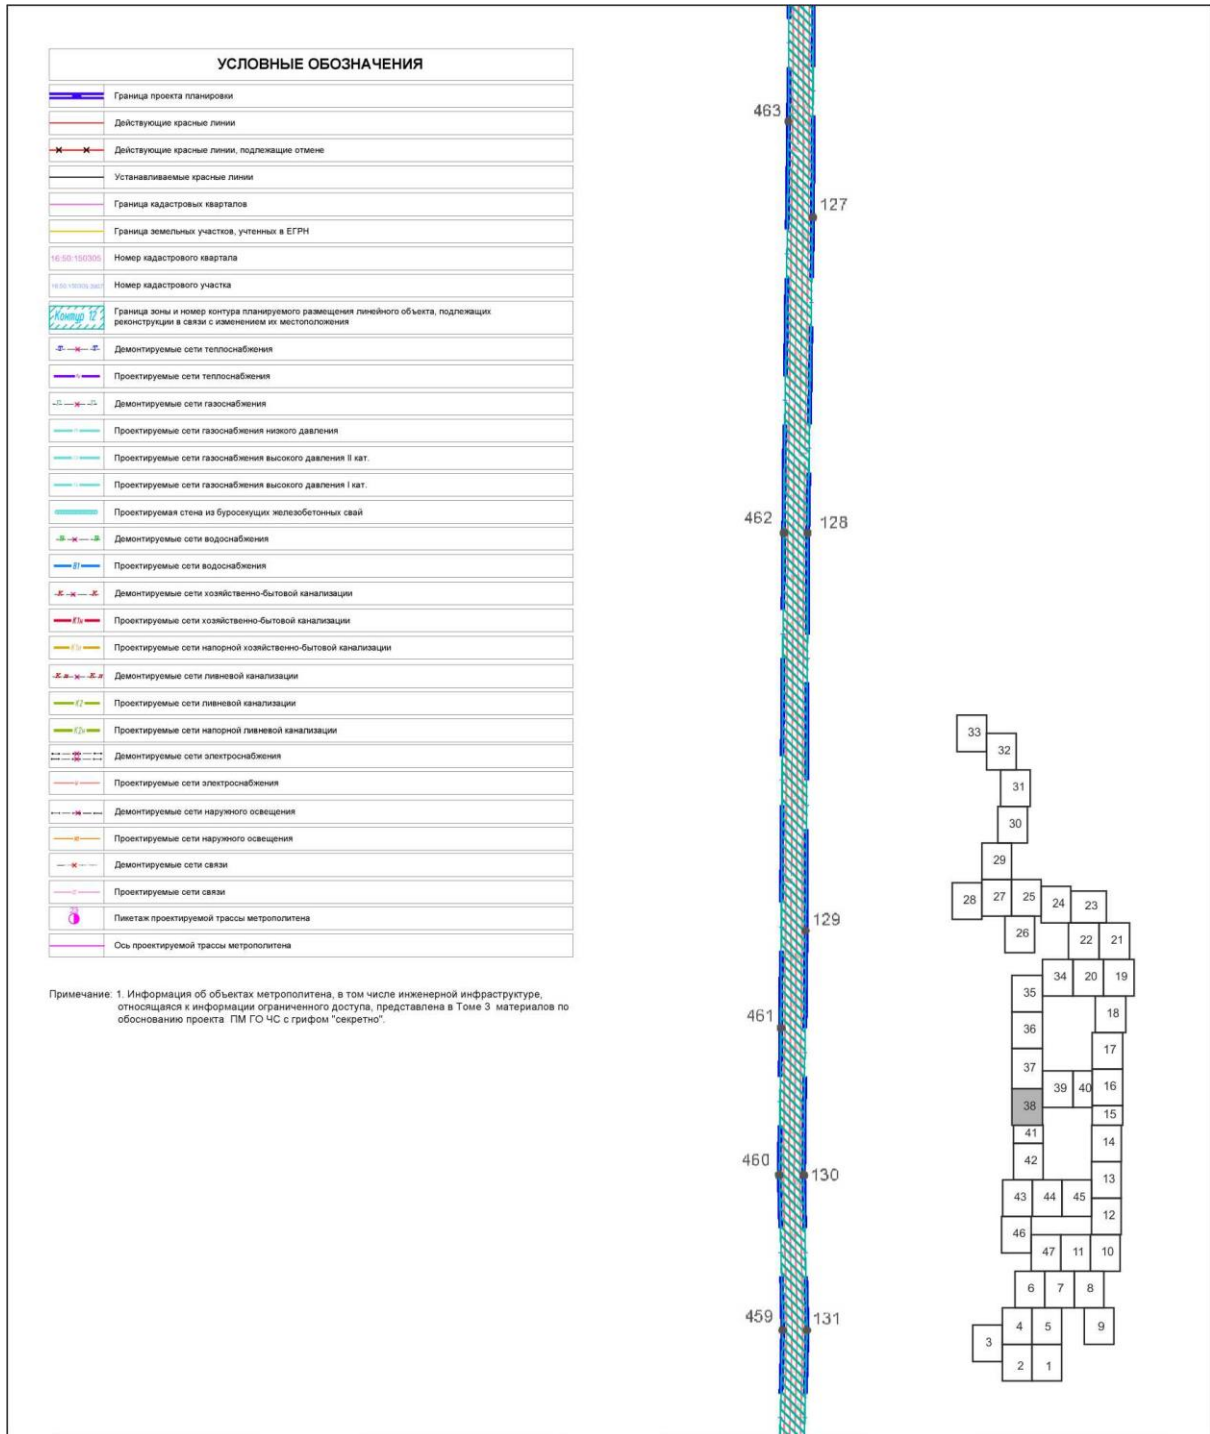 УСЛОВНЫЕ ОБОЗНАЧЕНИЯ
Граница проекта планировки
Действующие красные линии
Действующие красные линии, подлежащие отмене
Устанавливаемые красные линии
Граница кадастровых кварталов
Граница земельных участков, учтенных в ЕГРН
16:50:150305 Номер кадастрового квартала
Номер кадастрового участка
Контур 12 Граница зоны и номер контура планируемого размещения линейного объекта, подлежащих
реконструкции в связи с изменением их местоположения
Демонтируемые сети теплоснабжения
Проектируемые сети теплоснабжения
Демонтируемые сети газоснабжения
Проектируемые сети газоснабжения низкого давления
Проектируемые сети газоснабжения высокого давления II кат.
Проектируемые сети газоснабжения высокого давления I кат.
Проектируемая стена из буросекущих железобетонных свай
Демонтируемые сети водоснабжения
В1 Проектируемые сети водоснабжения
К К Демонтируемые сети хозяйственно-бытовой канализации
Проектируемые сети хозяйственно-бытовой канализации
Проектируемые сети напорной хозяйственно-бытовой канализации
Демонтируемые сети ливневой канализации
К2 Проектируемые сети ливневой канализации
К2н Проектируемые сети напорной ливневой канализации
Демонтируемые сети электроснабжения
Проектируемые сети электроснабжения
Демонтируемые сети наружного освещения
Проектируемые сети наружного освещения
Демонтируемые сети связи
Проектируемые сети связи
Пикетаж проектируемой трассы метрополитена
Ось проектируемой трассы метрополитена
Примечание: 1. Информация об объектах метрополитена, в том числе инженерной инфраструктуре,
относящаяся к информации ограниченного доступа, представлена в Томе 3 материалов по
обоснованию проекта ПМ ГО ЧС с грифом "секретно".
463
127
462 128
129
461
460 130
459 131
33
32
31
30
29
28 27 25 24 23
26 22 21
35 34 20 19
36 18
37 17
39 40 16
38 15
41 14
42 13
43 44 45
12
46
47 11 10
6 7 8
4 5 9
3
2 1